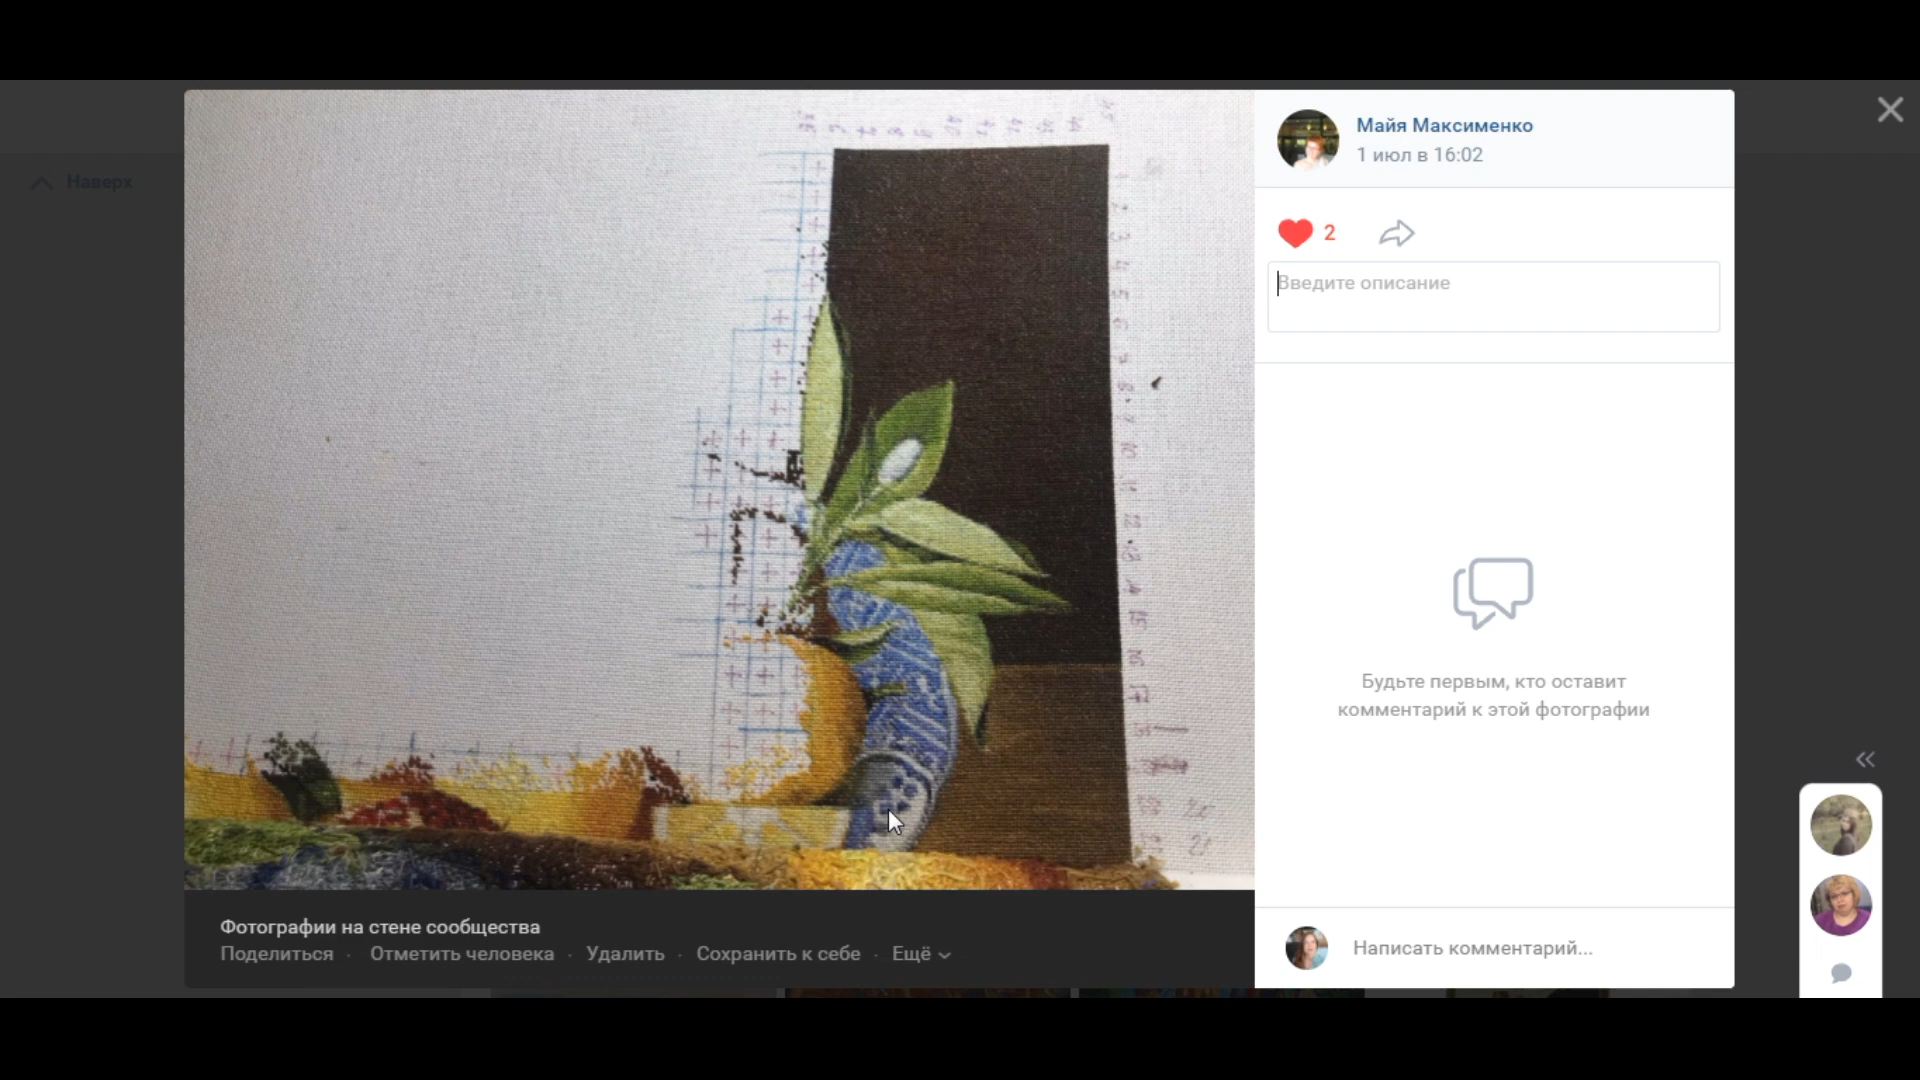 Наверх
Майя Максименко
1 июл в 16:02
2
Введите описание
Будьте первым, кто оставит
комментарий к этой фотографии
Фотографии на стене сообщества
Поделиться · Отметить человека · Удалить · Сохранить к себе · Ещё
Написать комментарий...